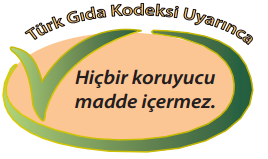 Türk Gıda Kodeksi Uyarınca
Hiçbir koruyucu
madde içermez.